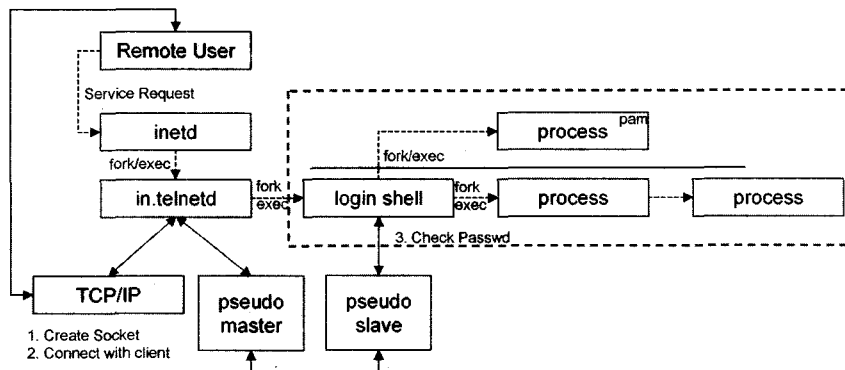 Remote User
Service Request
inetd
process
pam
fork/exec
fork/exec
in.telnetd
fork
exec
login shell
fork
exec
process
process
3. Check Passwd
TCP/IP
pseudo
master
pseudo
slave
1. Create Socket
2. Connect with client